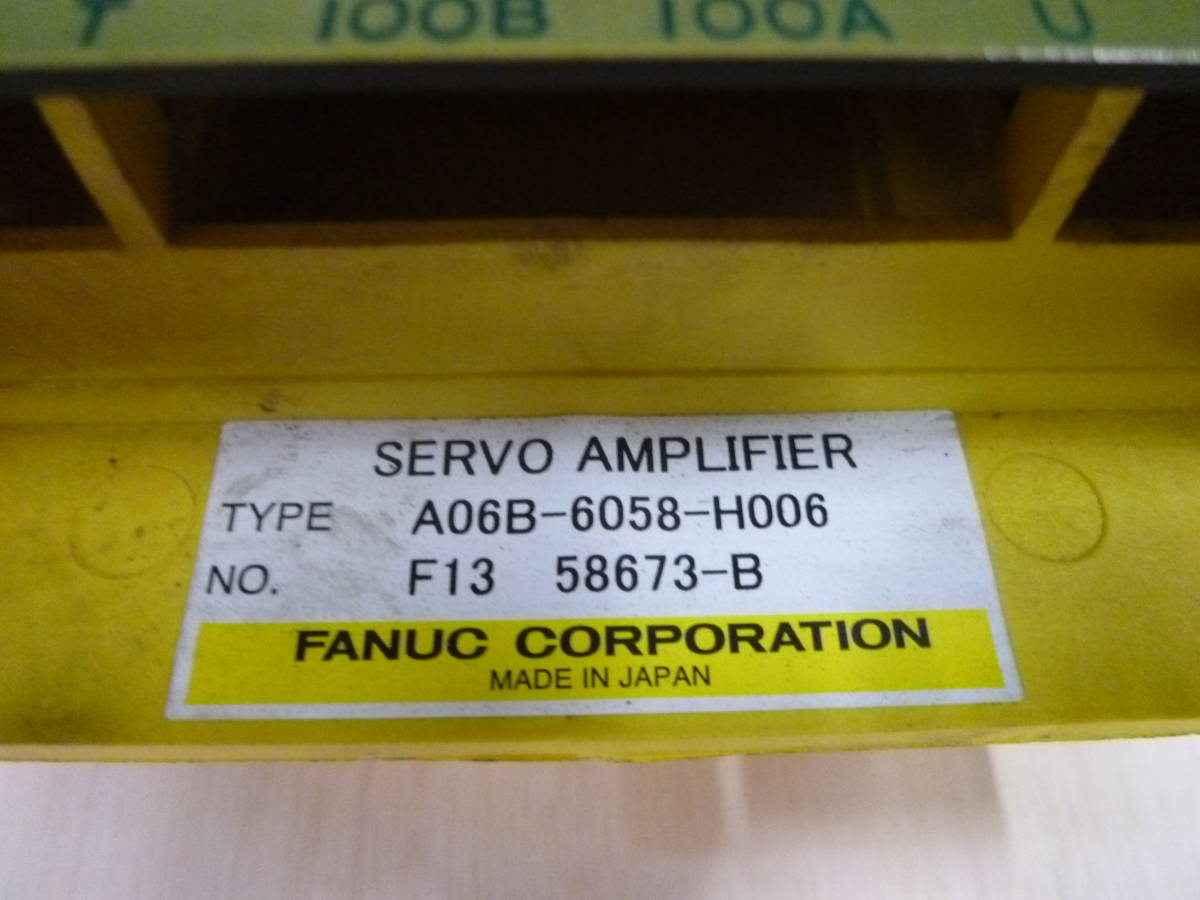 T 100B 100A U
SERVO AMPLIFIER
TYPE A06B-6058-H006
NO. F13 58673-B
FANUC CORPORATION
MADE IN JAPAN